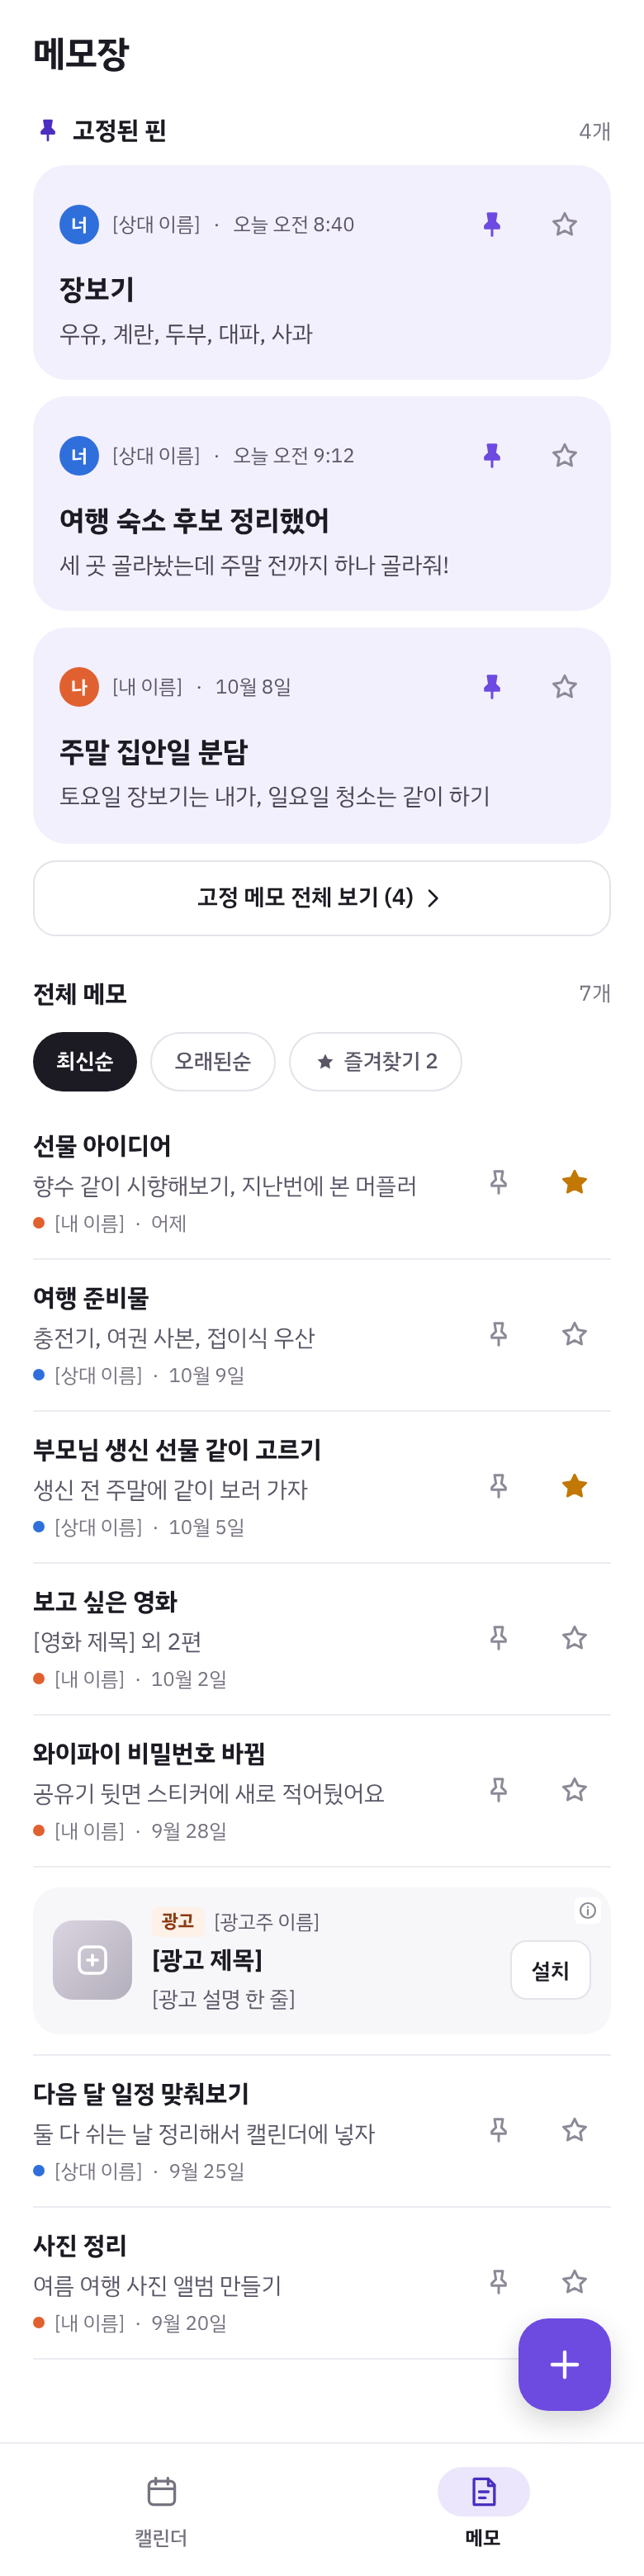 메모장
고정된 핀 4개
너 [상대 이름] · 오늘 오전 8:40
장보기
우유, 계란, 두부, 대파, 사과
너 [상대 이름] · 오늘 오전 9:12
여행 숙소 후보 정리했어
세 곳 골라놨는데 주말 전까지 하나 골라줘!
나 [내 이름] · 10월 8일
주말 집안일 분담
토요일 장보기는 내가, 일요일 청소는 같이 하기
고정 메모 전체 보기 (4)
전체 메모 7개
최신순 오래된순 즐겨찾기 2
선물 아이디어
향수 같이 시향해보기, 지난번에 본 머플러
[내 이름] · 어제
여행 준비물
충전기, 여권 사본, 접이식 우산
[상대 이름] · 10월 9일
부모님 생신 선물 같이 고르기
생신 전 주말에 같이 보러 가자
[상대 이름] · 10월 5일
보고 싶은 영화
[영화 제목] 외 2편
[내 이름] · 10월 2일
와이파이 비밀번호 바뀜
공유기 뒷면 스티커에 새로 적어뒀어요
[내 이름] · 9월 28일
광고 [광고주 이름]
[광고 제목]
[광고 설명 한 줄]
설치
다음 달 일정 맞춰보기
둘 다 쉬는 날 정리해서 캘린더에 넣자
[상대 이름] · 9월 25일
사진 정리
여름 여행 사진 앨범 만들기
[내 이름] · 9월 20일
캘린더 메모